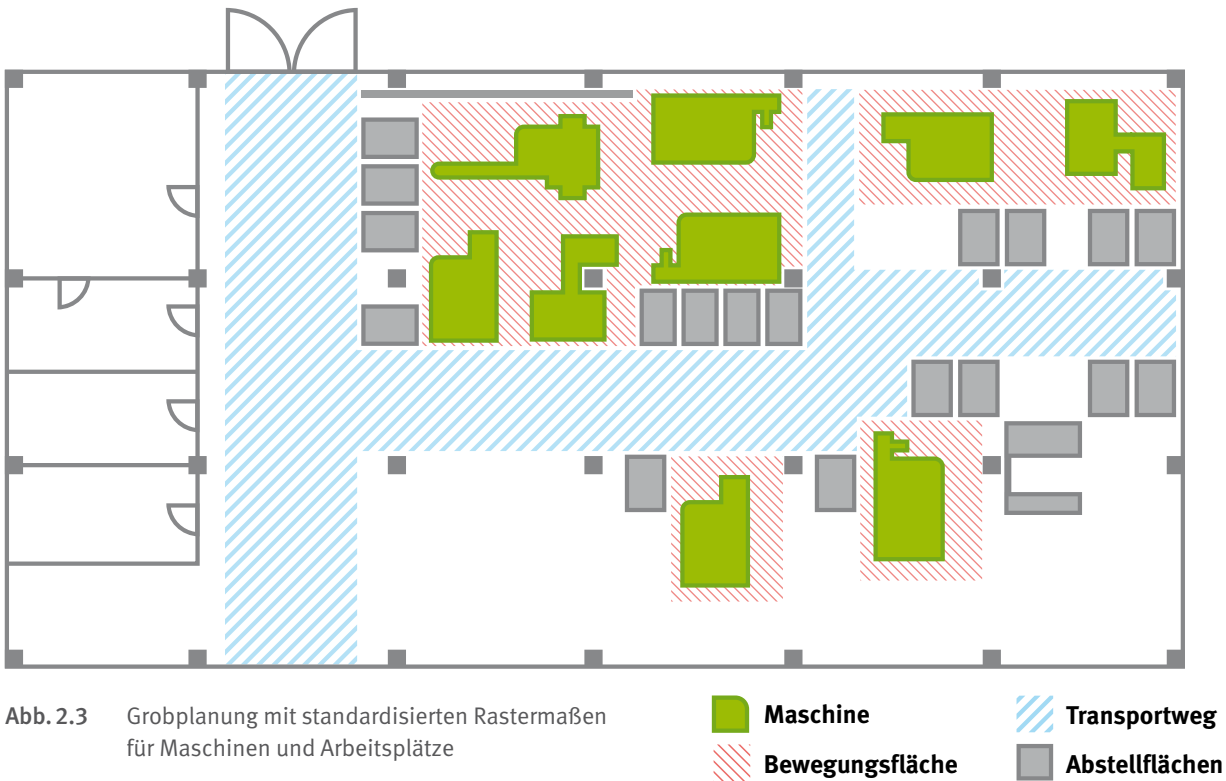 Abb. 2.3 Grobplanung mit standardisierten Rastermaßen
für Maschinen und Arbeitsplätze
Maschine
Bewegungsfläche
Transportweg
Abstellflächen